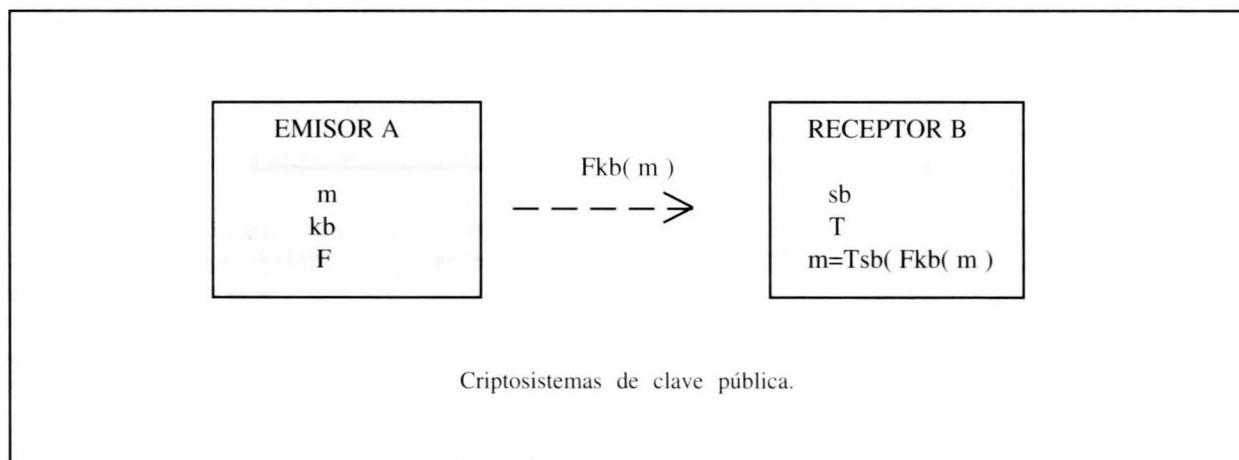 EMISOR A
m
kb
F
Fkb( m )
RECEPTOR B
sb
T
m=Tsb( Fkb( m )
Criptosistemas de clave pública.